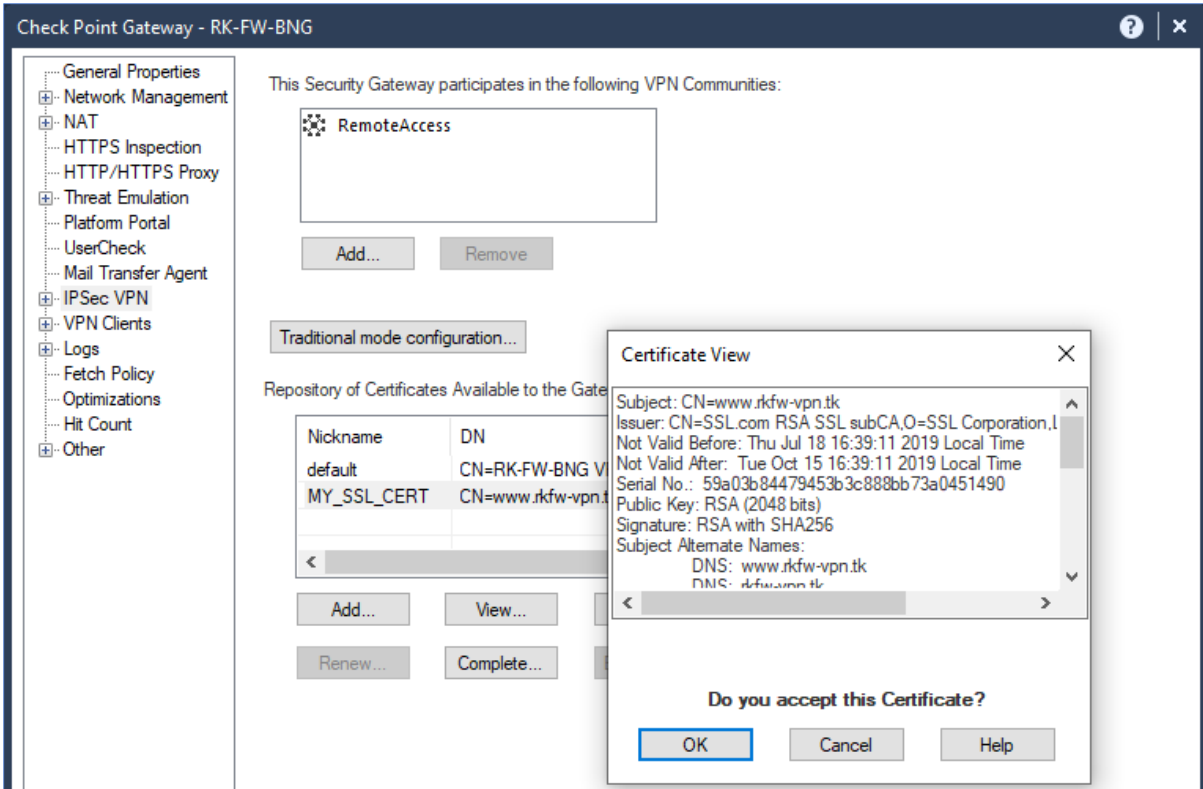 Check Point Gateway - RK-FW-BNG
General Properties
Network Management
NAT
HTTPS Inspection
HTTP/HTTPS Proxy
Threat Emulation
Platform Portal
UserCheck
Mail Transfer Agent
IPSec VPN
VPN Clients
Logs
Fetch Policy
Optimizations
Hit Count
Other
This Security Gateway participates in the following VPN Communities:
RemoteAccess
Add...
Remove
Traditional mode configuration...
Repository of Certificates Available to the Gate
Nickname DN
default CN=RK-FW-BNG
MY_SSL_CERT CN=www.rkfw-vpn.t
Add...
View...
Renew...
Complete...
Certificate View
Subject: CN=www.rkfw-vpn.tk
Issuer: CN=SSL.com RSA SSL subCA,O=SSL Corporation,L
Not Valid Before: Thu Jul 18 16:39:11 2019 Local Time
Not Valid After: Tue Oct 15 16:39:11 2019 Local Time
Serial No.: 59a03b84479453b3c888bb73a0451490
Public Key: RSA (2048 bits)
Signature: RSA with SHA256
Subject Alternate Names:
DNS: www.rkfw-vpn.tk
DNS: rkfw-vpn.tk
Do you accept this Certificate?
OK
Cancel
Help